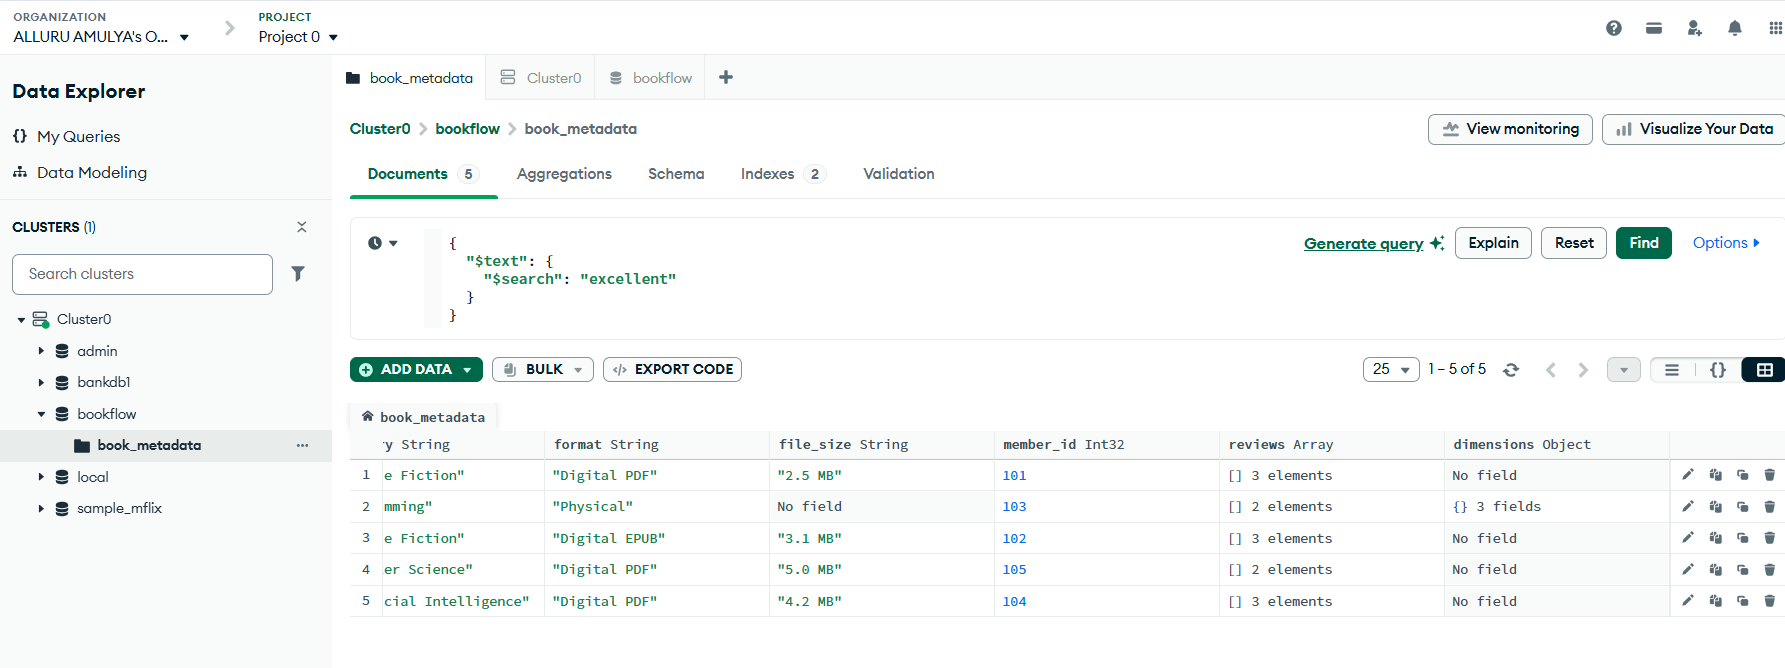 ORGANIZATION
ALLURU AMULYA's O...
PROJECT
Project 0
Data Explorer
My Queries
Data Modeling
CLUSTERS (1)
Search clusters
Cluster0
admin
bankdb1
bookflow
book_metadata
local
sample_mflix
book_metadata
Cluster0
bookflow
Cluster0 > bookflow > book_metadata
View monitoring
Visualize Your Data
Documents 5
Aggregations
Schema
Indexes 2
Validation
{
"$text": {
"$search": "excellent"
}
}
Generate query
Explain
Reset
Find
Options
ADD DATA
BULK
EXPORT CODE
25
1 – 5 of 5
book_metadata
y String format String file_size String member_id Int32 reviews Array dimensions Object
1 e Fiction" "Digital PDF" "2.5 MB" 101 [] 3 elements No field
2 mming" "Physical" No field 103 [] 2 elements {} 3 fields
3 e Fiction" "Digital EPUB" "3.1 MB" 102 [] 3 elements No field
4 er Science" "Digital PDF" "5.0 MB" 105 [] 2 elements No field
5 cial Intelligence" "Digital PDF" "4.2 MB" 104 [] 3 elements No field